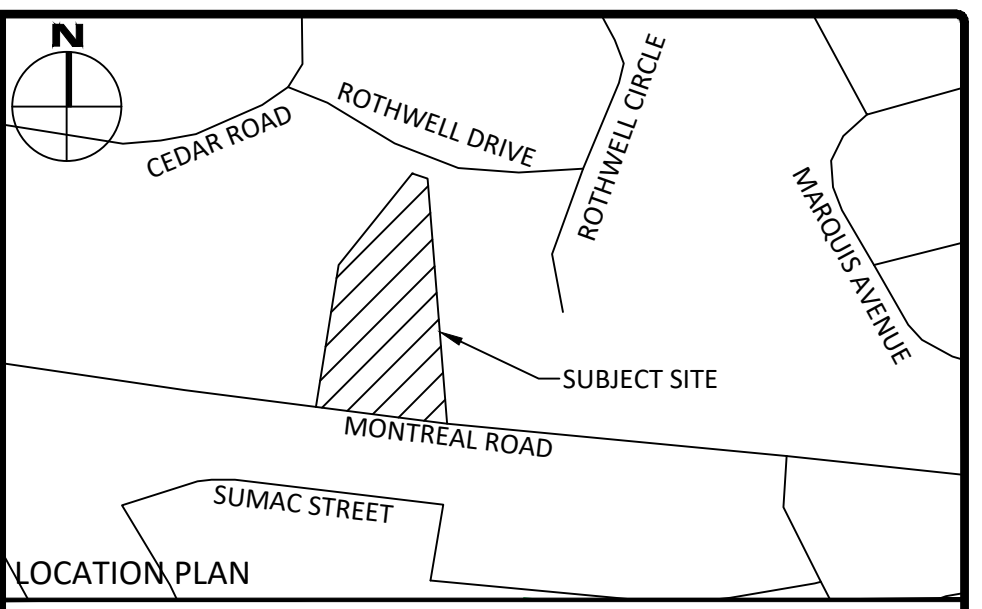 N
CEDAR ROAD
ROTHWELL DRIVE
ROTHWELL CIRCLE
MARQUIS AVENUE
SUBJECT SITE
MONTREAL ROAD
SUMAC STREET
LOCATION PLAN